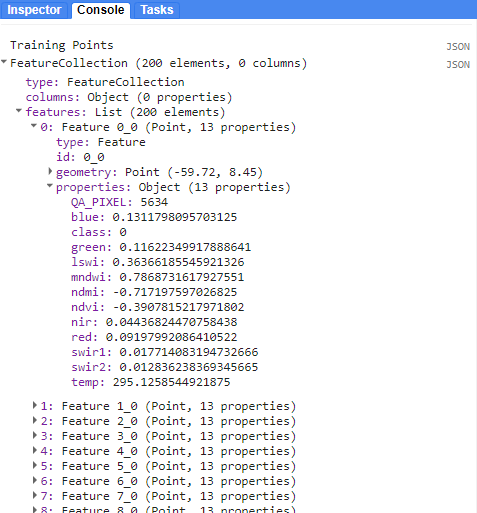 Inspector Console Tasks
Training Points JSON
FeatureCollection (200 elements, 0 columns) JSON
type: FeatureCollection
columns: Object (0 properties)
features: List (200 elements)
0: Feature 0_0 (Point, 13 properties)
type: Feature
id: 0_0
geometry: Point (-59.72, 8.45)
properties: Object (13 properties)
QA_PIXEL: 5634
blue: 0.1311798095703125
class: 0
green: 0.11622349917888641
lswi: 0.36366185545921326
mndwi: 0.7868731617927551
ndmi: -0.717197597026825
ndvi: -0.3907815217971802
nir: 0.04436824470758438
red: 0.09197992086410522
swir1: 0.017714083194732666
swir2: 0.012836238369345665
temp: 295.1258544921875
1: Feature 1_0 (Point, 13 properties)
2: Feature 2_0 (Point, 13 properties)
3: Feature 3_0 (Point, 13 properties)
4: Feature 4_0 (Point, 13 properties)
5: Feature 5_0 (Point, 13 properties)
6: Feature 6_0 (Point, 13 properties)
7: Feature 7_0 (Point, 13 properties)
8: Feature 8_0 (Point, 13 properties)